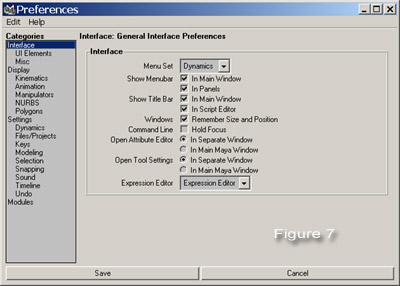 Preferences
Edit Help
Categories
Interface
UI Elements
Misc
Display
Kinematics
Animation
Manipulators
NURBS
Polygons
Settings
Dynamics
Files/Projects
Keys
Modeling
Selection
Snapping
Sound
Timeline
Undo
Modules
Interface: General Interface Preferences
Interface
Menu Set Dynamics
Show Menubar In Main Window
In Panels
Show Title Bar In Main Window
In Script Editor
Windows Remember Size and Position
Command Line Hold Focus
Open Attribute Editor In Separate Window
In Main Maya Window
Open Tool Settings In Separate Window
In Main Maya Window
Expression Editor Expression Editor
Figure 7
Save Cancel